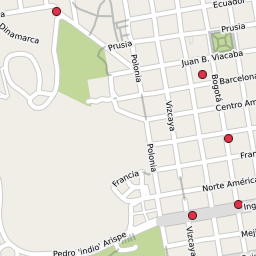 Ecuador
Prusia
Dinamarca
Prusia
Juan B. Viacaba
Polonia
Barcelona
Bogotá
Centro Am
Vizcaya
Polonia
Fran
Francia
Norte América
Ing
Mej
Vizcaya
Pedro 'indio' Arispe